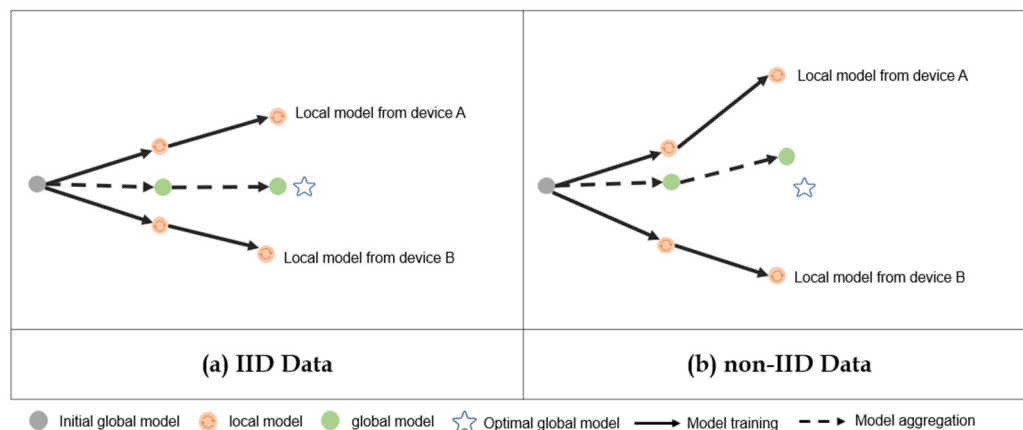 Local model from device A
Local model from device B
Local model from device A
Local model from device B
(a) IID Data
(b) non-IID Data
Initial global model local model global model Optimal global model Model training Model aggregation